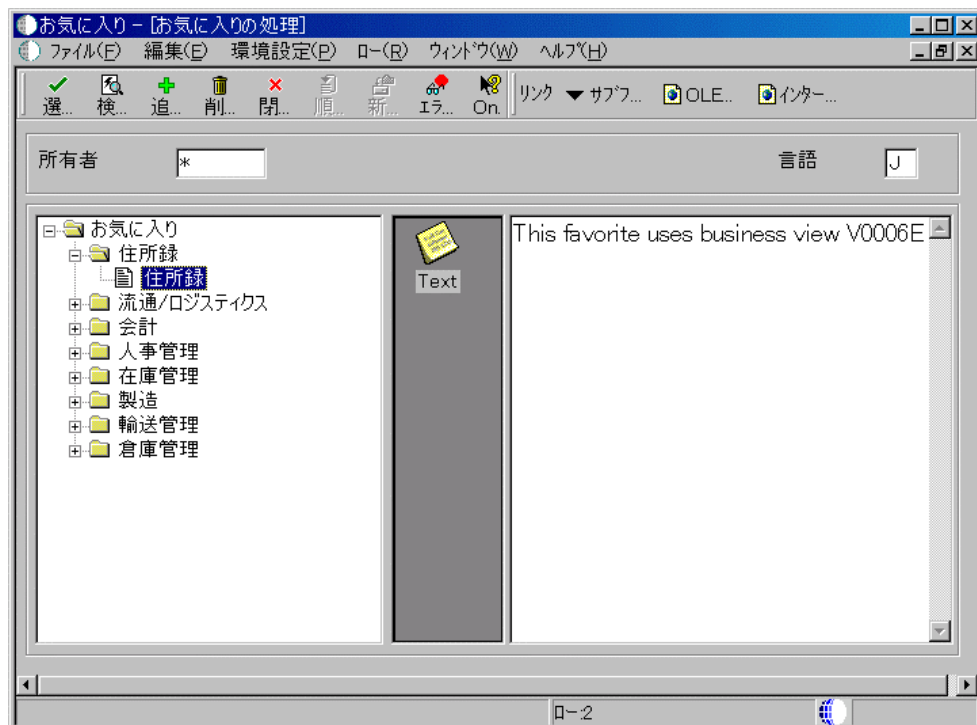 お気に入り - [お気に入りの処理]
ファイル(F) 編集(E) 環境設定(P) ロー(R) ウィンドウ(W) ヘルプ(H)
選... 検... 追... 削... 閉... 順... 新... エラ... On. リンク ▼ サブフ... OLE... インター...
所有者 * 言語 J
お気に入り
住所録
住所録
流通/ロジスティクス
会計
人事管理
在庫管理
製造
輸送管理
倉庫管理
Text
This favorite uses business view V0006E
ロー:2